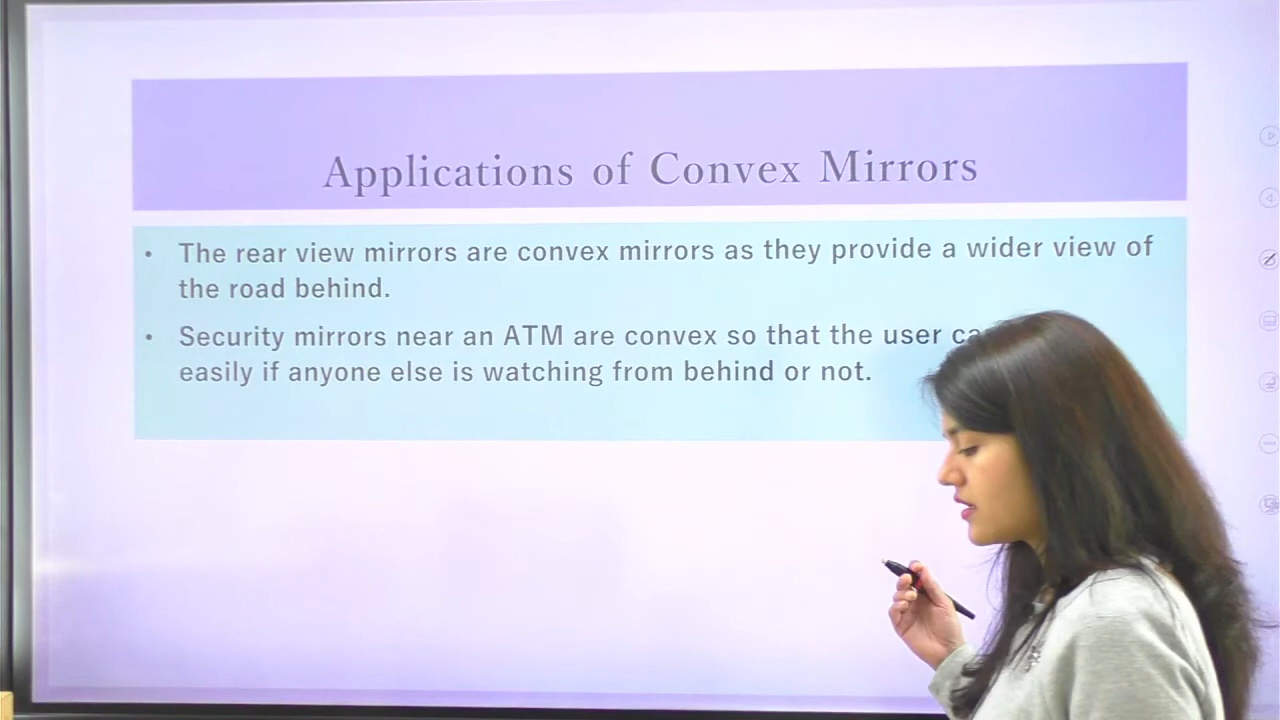 Applications of Convex Mirrors
• The rear view mirrors are convex mirrors as they provide a wider view of
the road behind.
• Security mirrors near an ATM are convex so that the user
easily if anyone else is watching from behind or not.